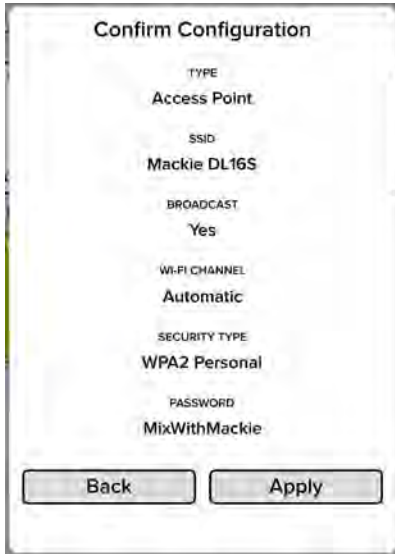 Confirm Configuration
TYPE
Access Point
SSID
Mackie DL16S
BROADCAST
Yes
WI-FI CHANNEL
Automatic
SECURITY TYPE
WPA2 Personal
PASSWORD
MixWithMackie
Back
Apply